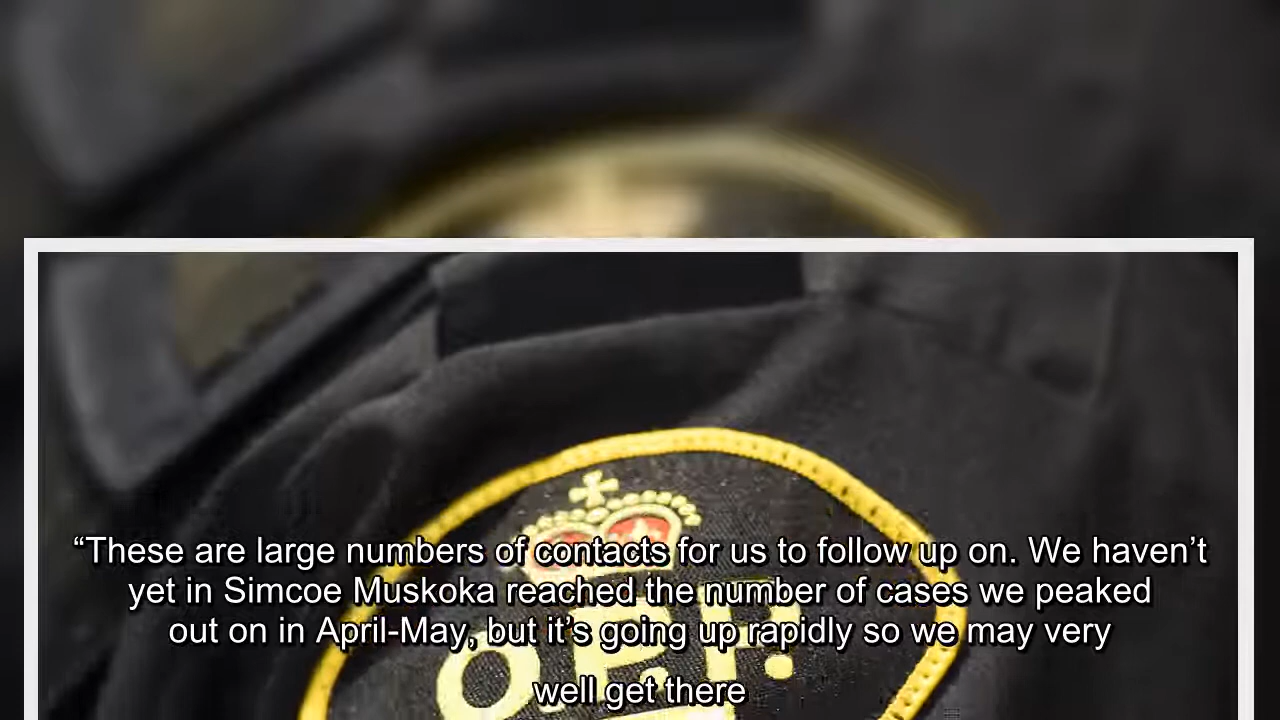 “These are large numbers of contacts for us to follow up on. We haven’t
yet in Simcoe Muskoka reached the number of cases we peaked
out on in April-May, but it’s going up rapidly so we may very
well get there
O.P.P.